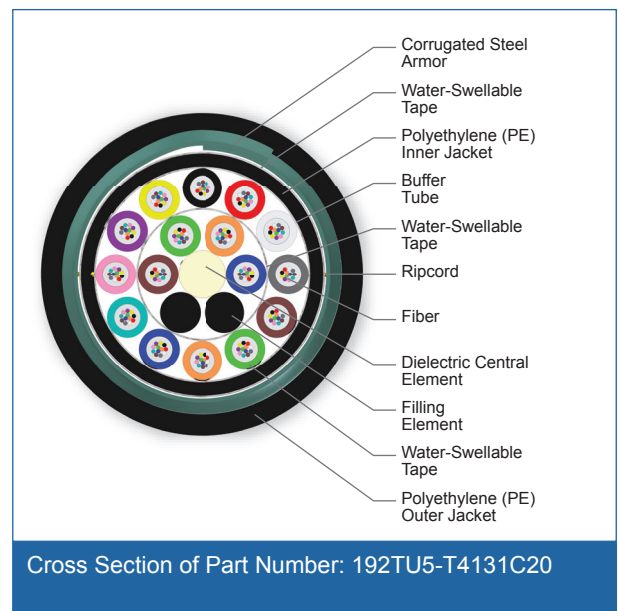 Corrugated Steel
Armor
Water-Swellable
Tape
Polyethylene (PE)
Inner Jacket
Buffer
Tube
Water-Swellable
Tape
Ripcord
Fiber
Dielectric Central
Element
Filling
Element
Water-Swellable
Tape
Polyethylene (PE)
Outer Jacket
Cross Section of Part Number: 192TU5-T4131C20